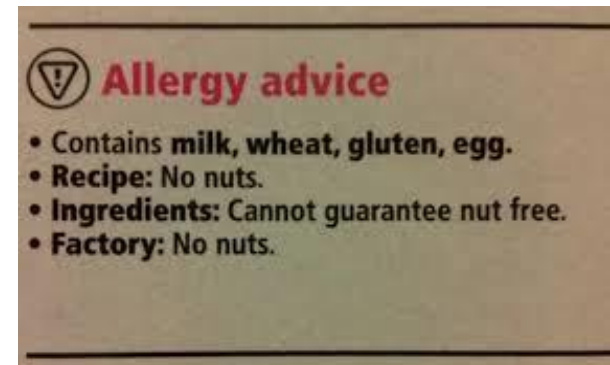 Allergy advice
• Contains milk, wheat, gluten, egg.
• Recipe: No nuts.
• Ingredients: Cannot guarantee nut free.
• Factory: No nuts.